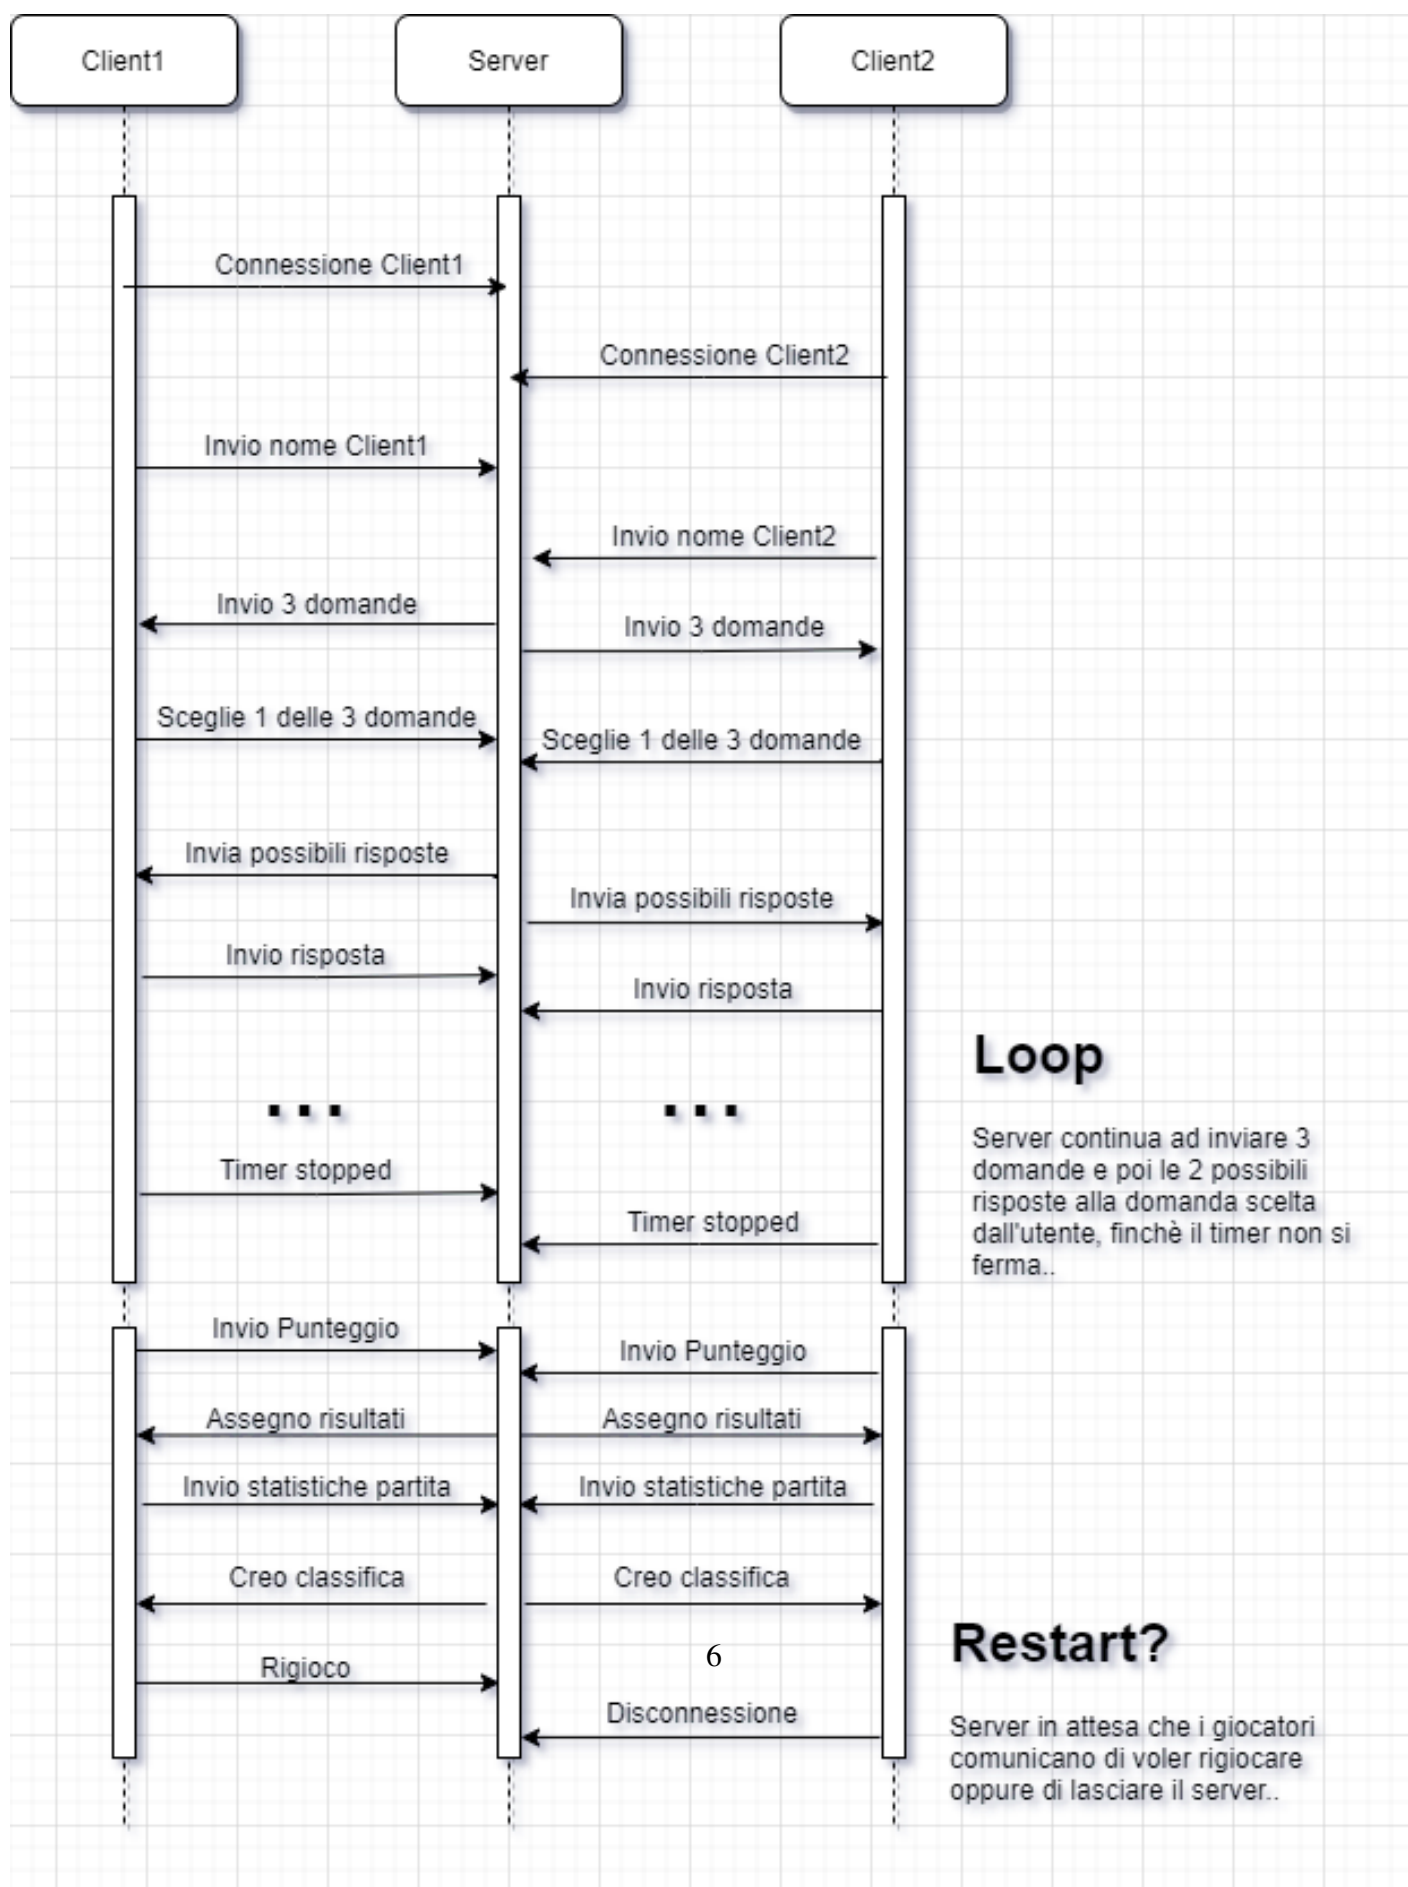 Client1
Server
Client2
Connessione Client1
Connessione Client2
Invio nome Client1
Invio nome Client2
Invio 3 domande
Invio 3 domande
Sceglie 1 delle 3 domande
Sceglie 1 delle 3 domande
Invia possibili risposte
Invia possibili risposte
Invio risposta
Invio risposta
Loop
...
...
Server continua ad inviare 3
domande e poi le 2 possibili
risposte alla domanda scelta
dall'utente, finchè il timer non si
ferma..
Timer stopped
Timer stopped
Invio Punteggio
Invio Punteggio
Assegno risultati
Assegno risultati
Invio statistiche partita
Invio statistiche partita
Creo classifica
Creo classifica
6
Restart?
Rigioco
Disconnessione
Server in attesa che i giocatori
comunicano di voler rigiocare
oppure di lasciare il server..